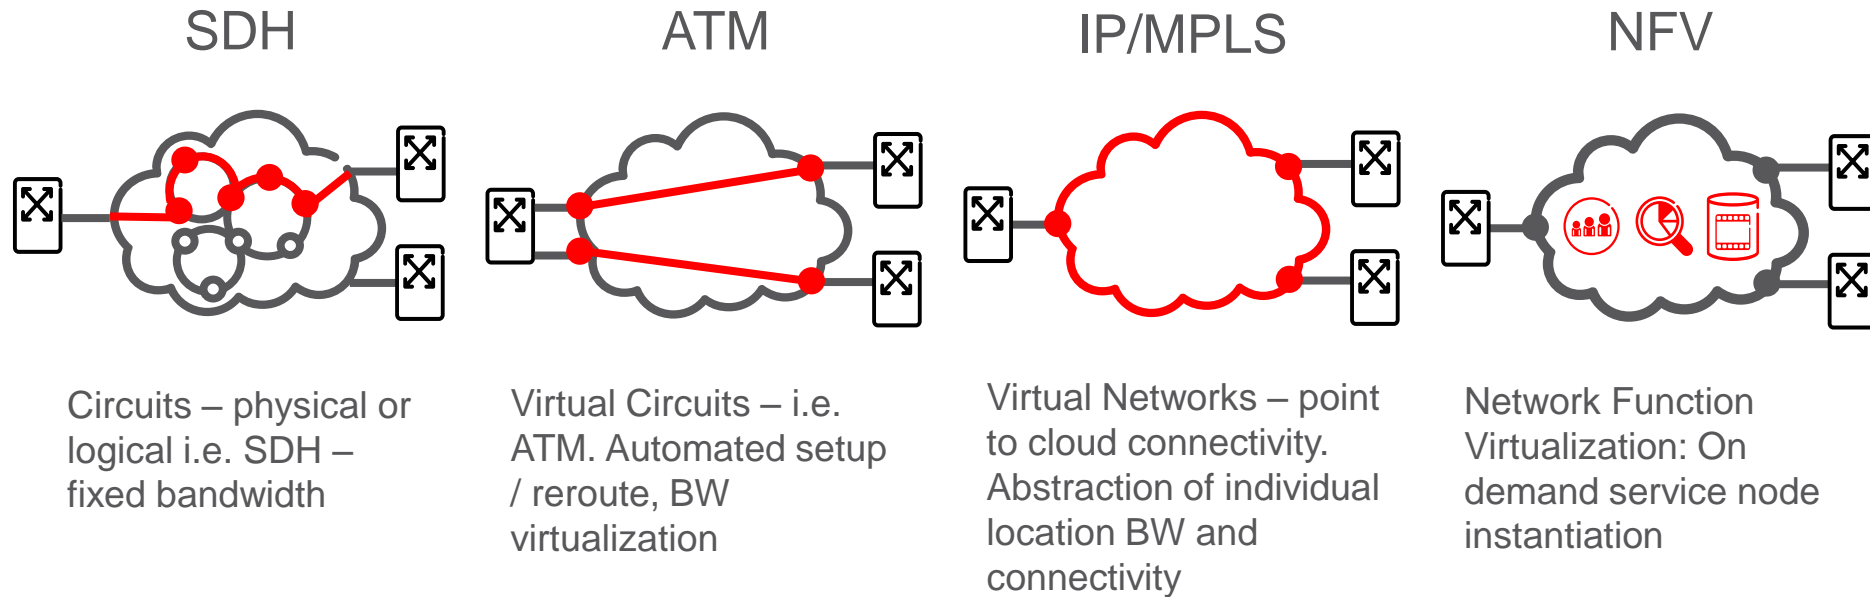 SDH
ATM
IP/MPLS
NFV
Circuits – physical or
logical i.e. SDH –
fixed bandwidth
Virtual Circuits – i.e.
ATM. Automated setup
/ reroute, BW
virtualization
Virtual Networks – point
to cloud connectivity.
Abstraction of individual
location BW and
connectivity
Network Function
Virtualization: On
demand service node
instantiation